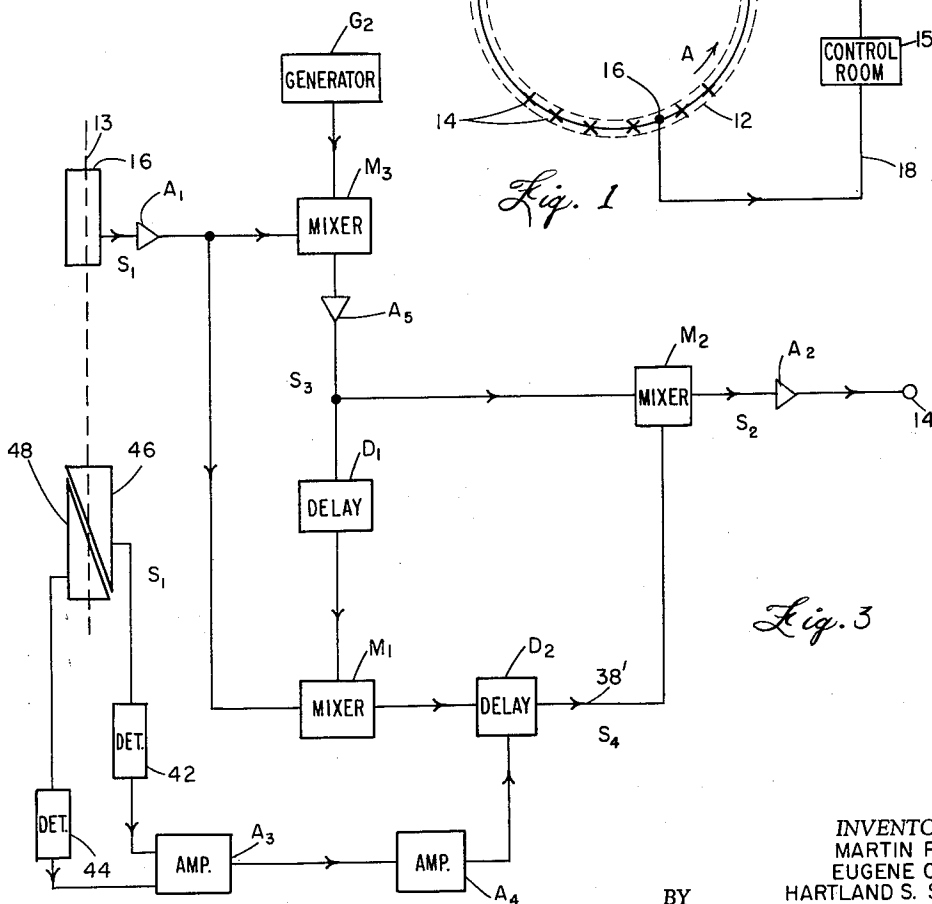 G2
GENERATOR
A
16
CONTROL
ROOM
15
14
12
18
Fig. 1
13
16
A1
S1
M3
MIXER
A5
S3
M2
MIXER
A2
S2
14
D1
DELAY
48
46
S1
Fig. 3
M1
MIXER
D2
DELAY
38'
S4
DET.
42
DET.
44
A3
AMP.
AMP.
A4
INVENTO
MARTIN
EUGENE
HARTLAND S.
BY